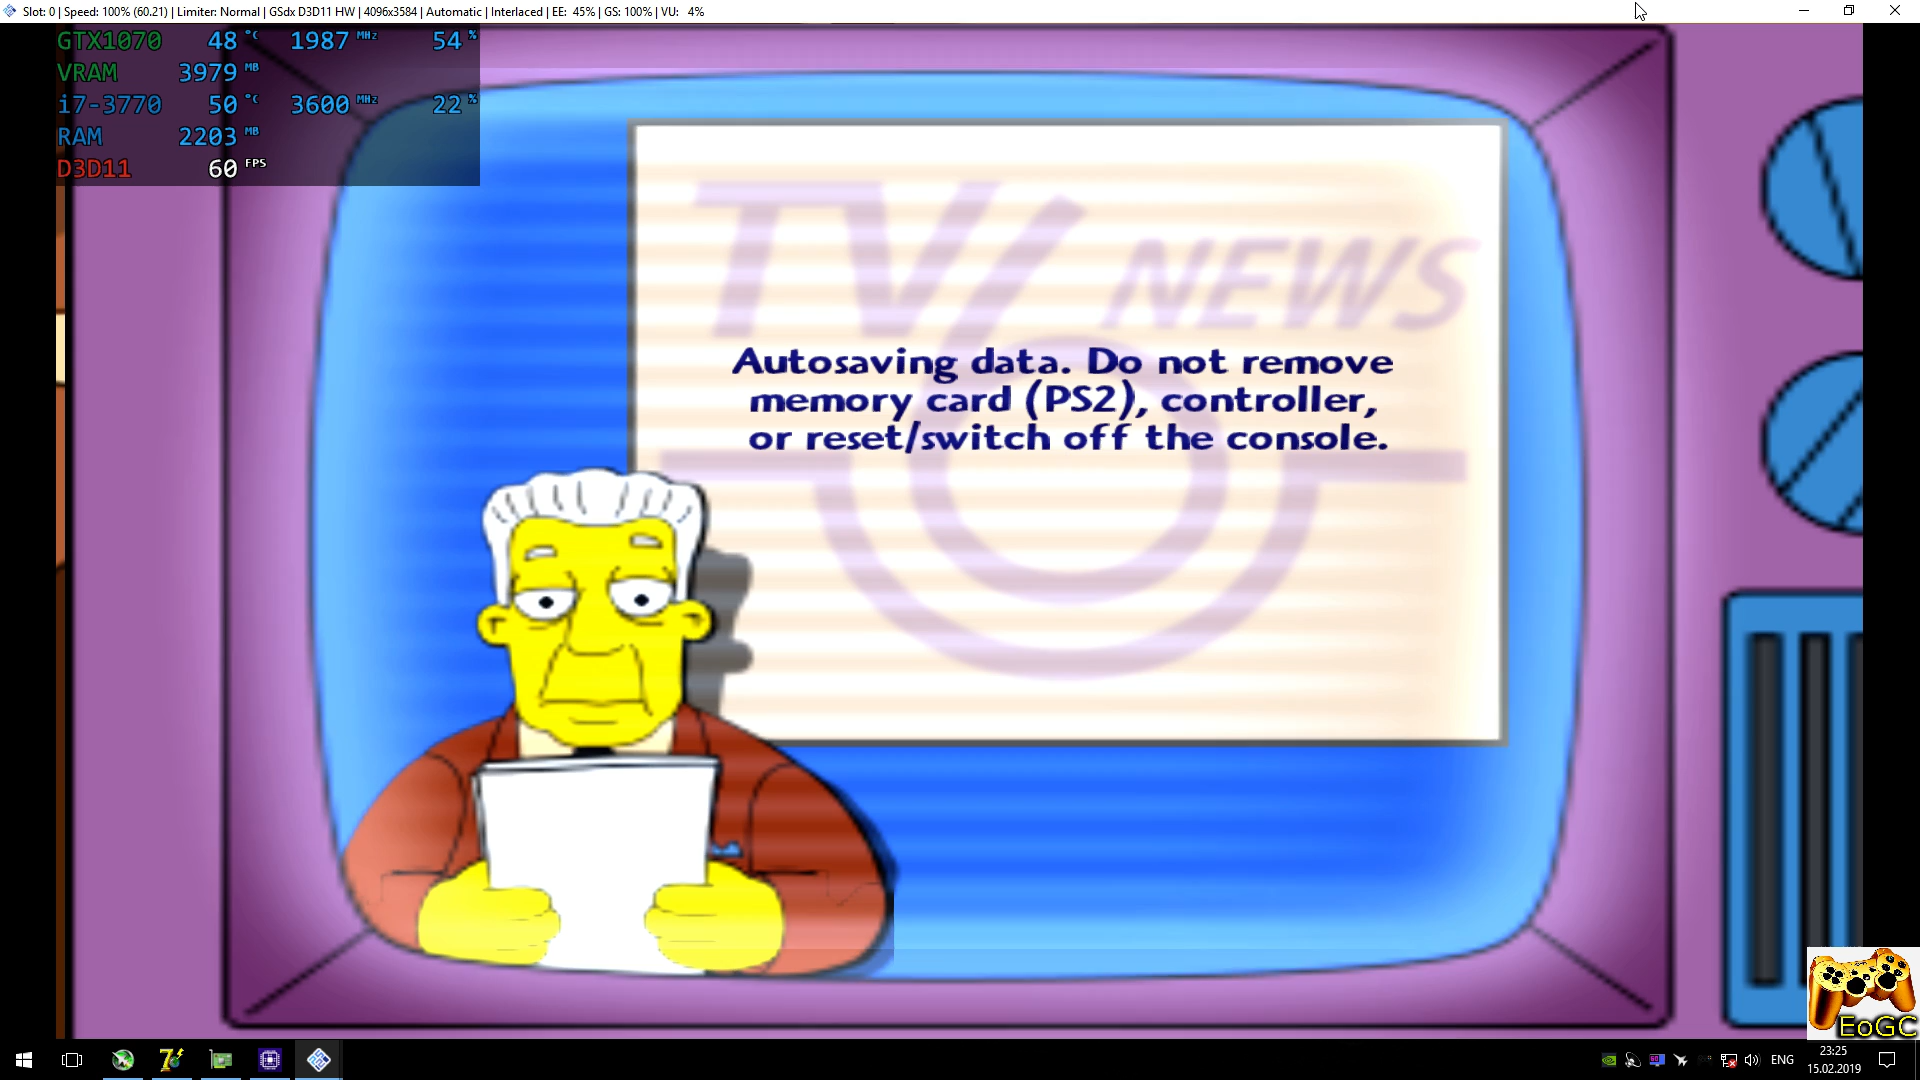 Slot: 0 | Speed: 100% (60.21) | Limiter: Normal | GSdx D3D11 HW | 4096x3584 | Automatic | Interlaced | EE: 45% | GS: 100% | VU: 4%
GTX1070 48 °C 1987 MHz 54 %
VRAM 3979 MB
i7-3770 50 °C 3600 MHz 22 %
RAM 2203 MB
D3D11 60 FPS
TV NEWS
Autosaving data. Do not remove
memory card (PS2), controller,
or reset/switch off the console.
EoGC
ENG
23:25
15.02.2019